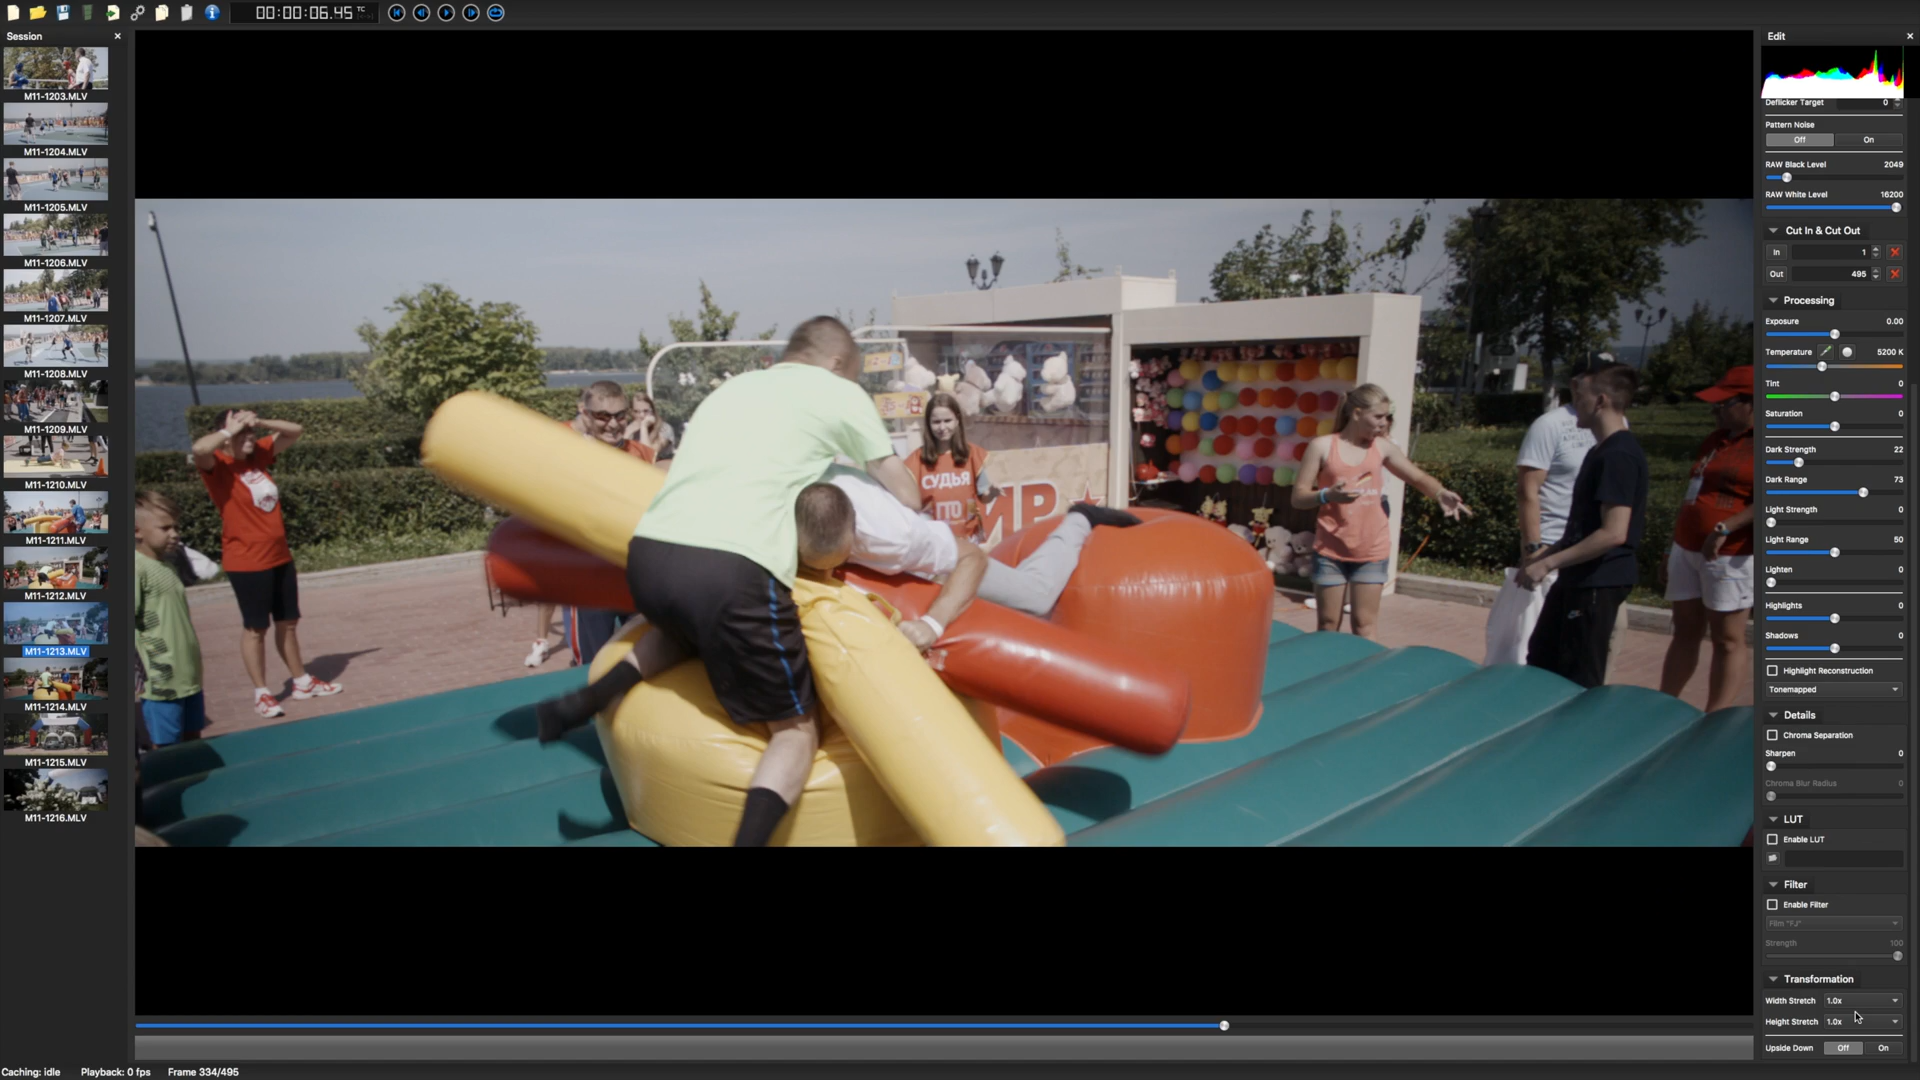 00:00:06.45 TC
Session
M11-1203.MLV
M11-1204.MLV
M11-1205.MLV
M11-1206.MLV
M11-1207.MLV
M11-1208.MLV
M11-1209.MLV
M11-1210.MLV
M11-1211.MLV
M11-1212.MLV
M11-1213.MLV
M11-1214.MLV
M11-1215.MLV
M11-1216.MLV
СУДЬЯ
ГТО
ИР
Edit
Deflicker Target 0
Pattern Noise
Off On
RAW Black Level 2049
RAW White Level 16200
Cut In & Cut Out
In 1
Out 495
Processing
Exposure 0.00
Temperature 5200 K
Tint 0
Saturation 0
Dark Strength 22
Dark Range 73
Light Strength 0
Light Range 50
Lighten 0
Highlights 0
Shadows 0
Highlight Reconstruction
Tonemapped
Details
Chroma Separation
Sharpen 0
Chroma Blur Radius 0
LUT
Enable LUT
Filter
Enable Filter
Film "FJ"
Strength 100
Transformation
Width Stretch 1.0x
Height Stretch 1.0x
Upside Down Off On
Caching: idle Playback: 0 fps Frame 334/495